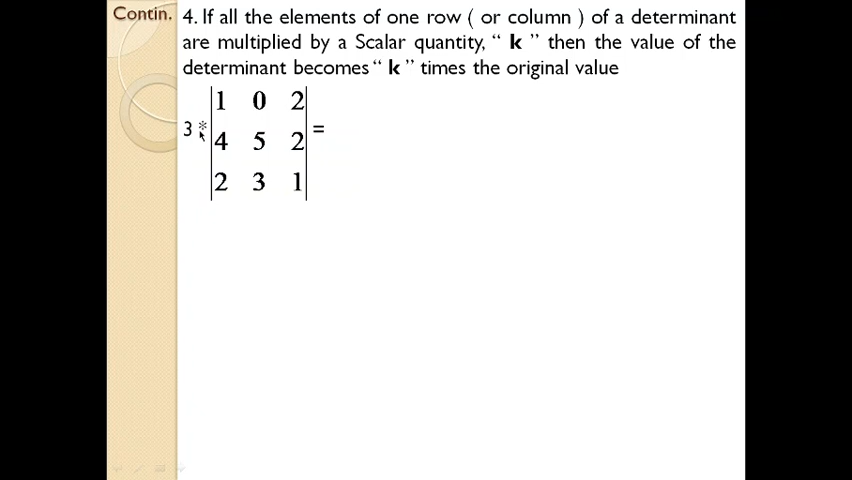 Contin.
4. If all the elements of one row ( or column ) of a determinant
are multiplied by a Scalar quantity, “ k ” then the value of the
determinant becomes “ k ” times the original value
1 0 2
3 * =
4 5 2
2 3 1